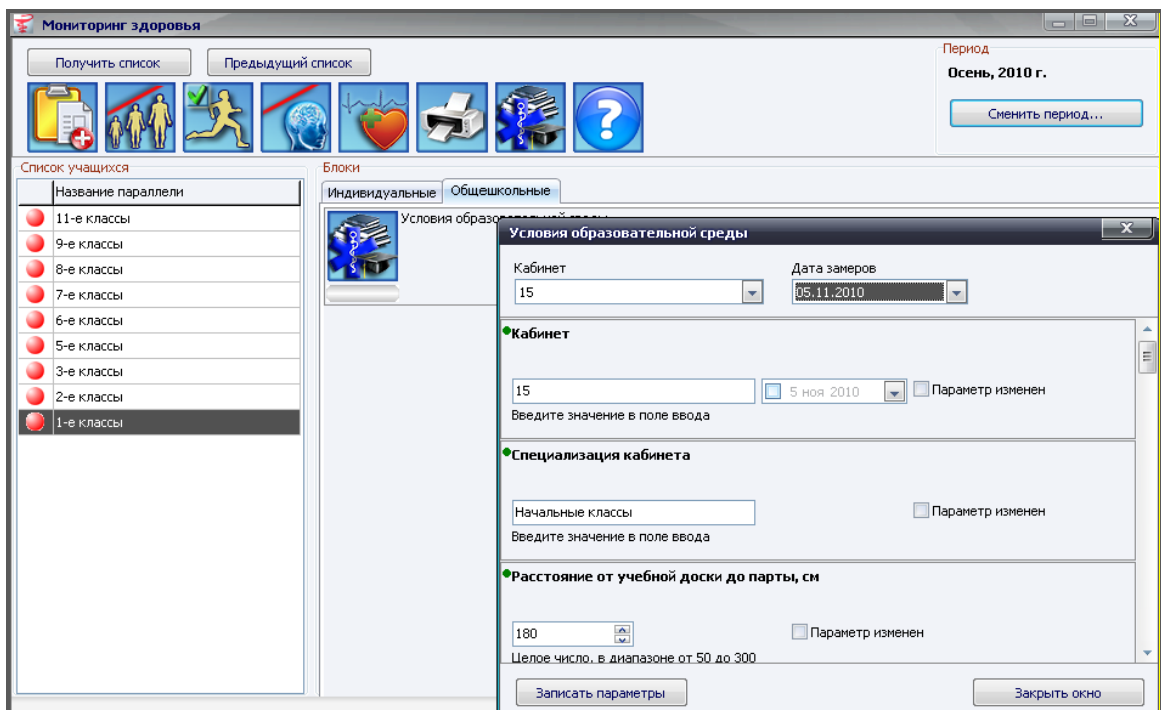 Мониторинг здоровья
Получить список
Предыдущий список
Период
Осень, 2010 г.
Сменить период...
?
Список учащихся
Название параллели
11-е классы
9-е классы
8-е классы
7-е классы
6-е классы
5-е классы
3-е классы
2-е классы
1-е классы
Блоки
Индивидуальные
Общешкольные
Условия
Условия образовательной среды
Кабинет
Дата замеров
15
05.11.2010
Кабинет
15
5 ноя 2010
Параметр изменен
Введите значение в поле ввода
Специализация кабинета
Начальные классы
Параметр изменен
Введите значение в поле ввода
Расстояние от учебной доски до парты, см
180
Параметр изменен
Целое число, в диапазоне от 50 до 300
Записать параметры
Закрыть окно